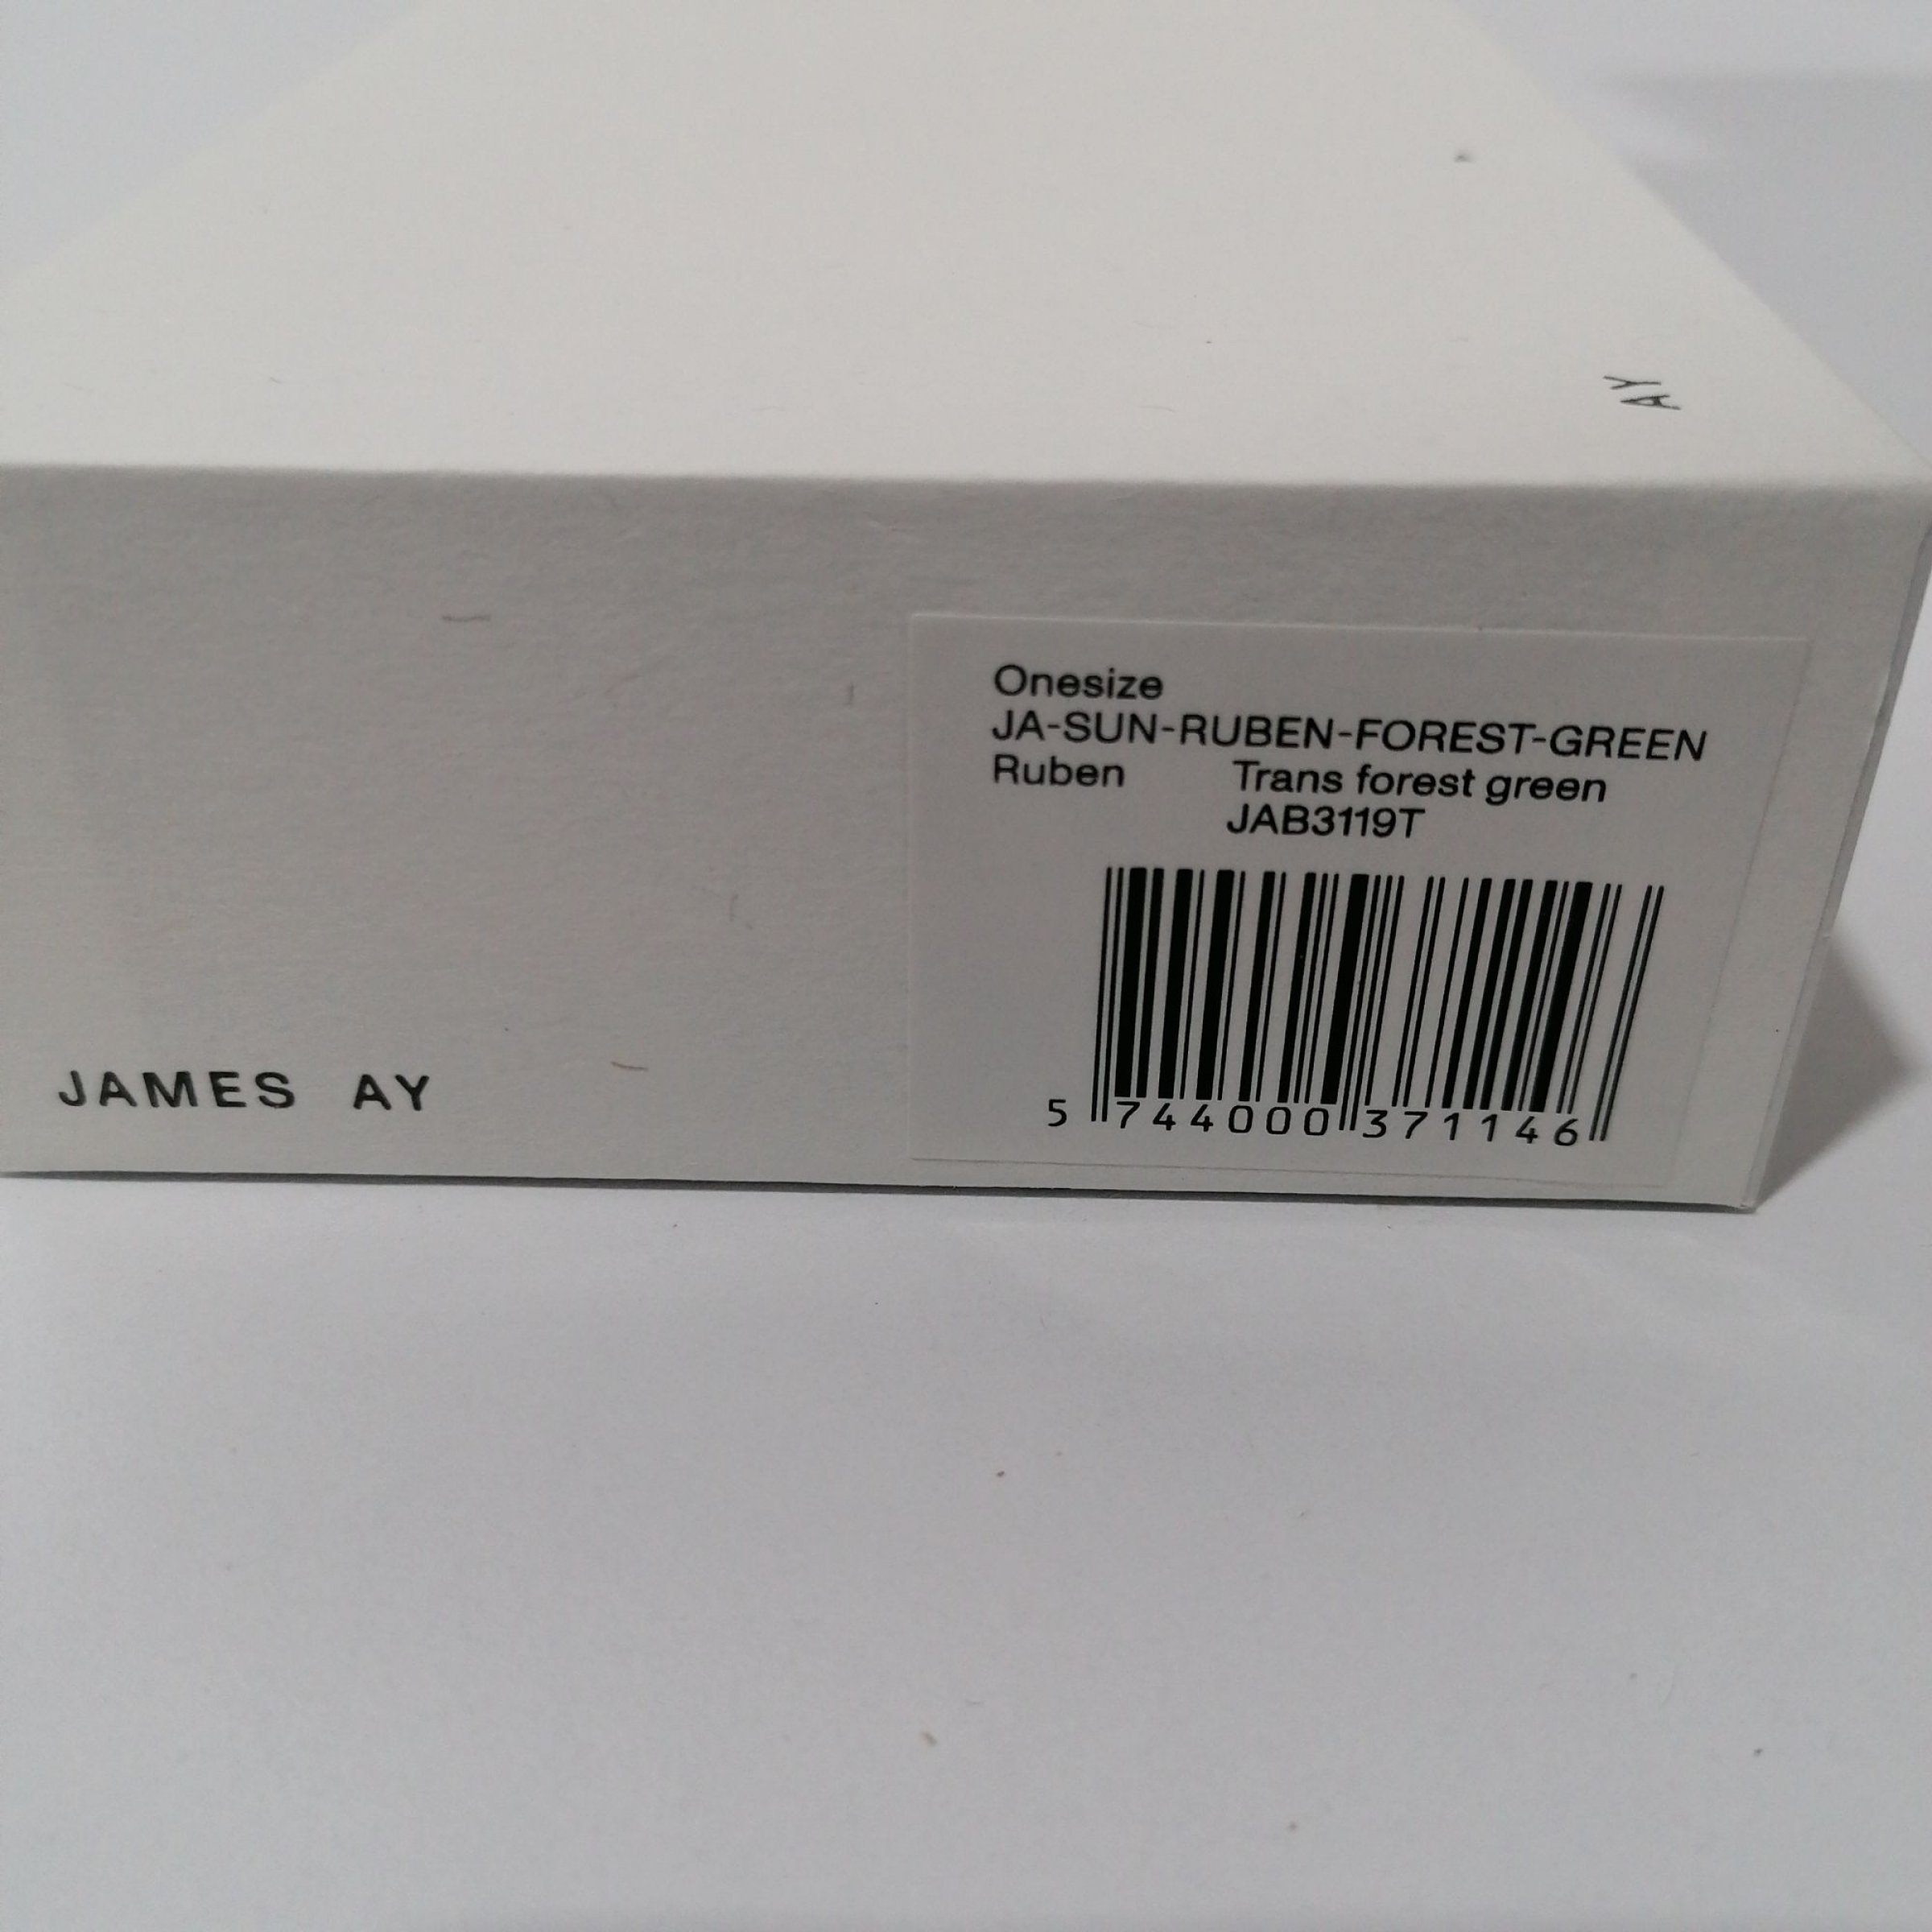 AY
Onesize
JA-SUN-RUBEN-FOREST-GREEN
Ruben Trans forest green
JAB3119T
5 744000 371146
JAMES AY